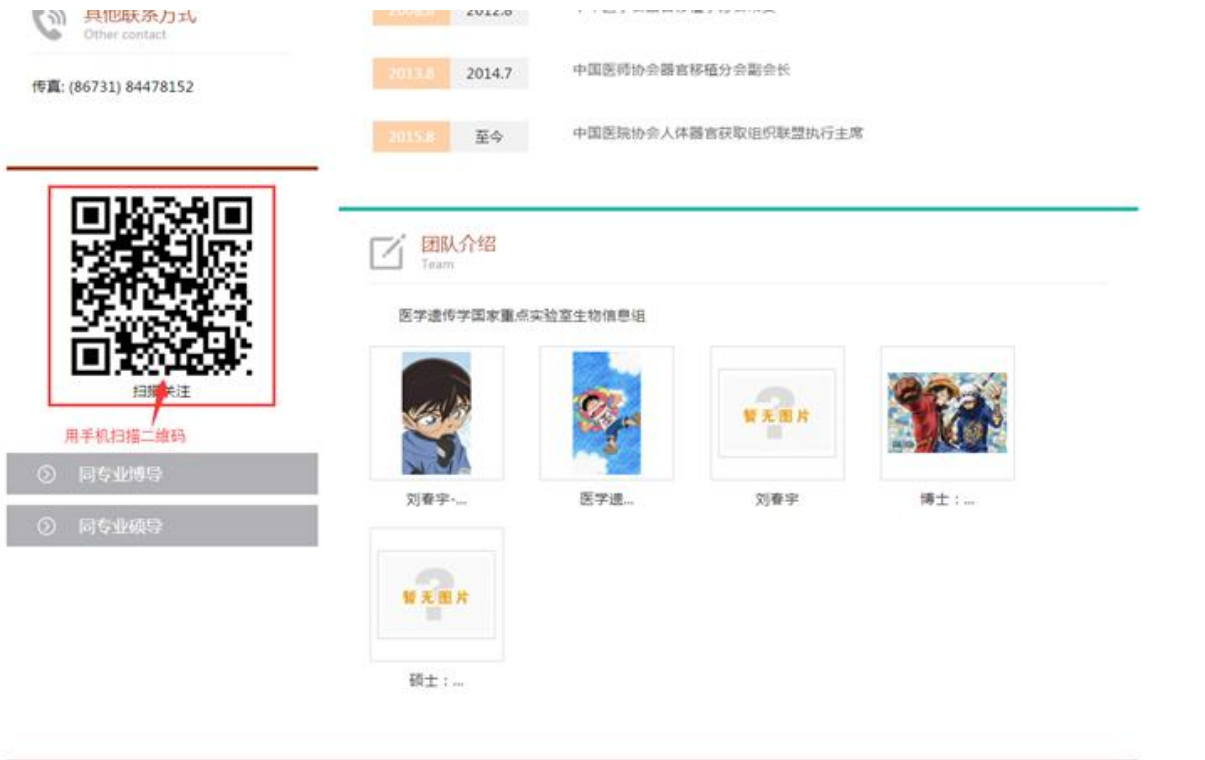 其他联系方式
Other contact
传真: (86731) 84478152
扫描关注
用手机扫描二维码
同专业博导
同专业硕导
2008.8 2012.8
2013.8 2014.7 中国医师协会器官移植分会副会长
2015.8 至今 中国医院协会人体器官获取组织联盟执行主席
团队介绍
Team
医学遗传学国家重点实验室生物信息组
暂无图片
刘春宇-...
医学遗...
刘春宇
博士：...
暂无图片
硕士：...